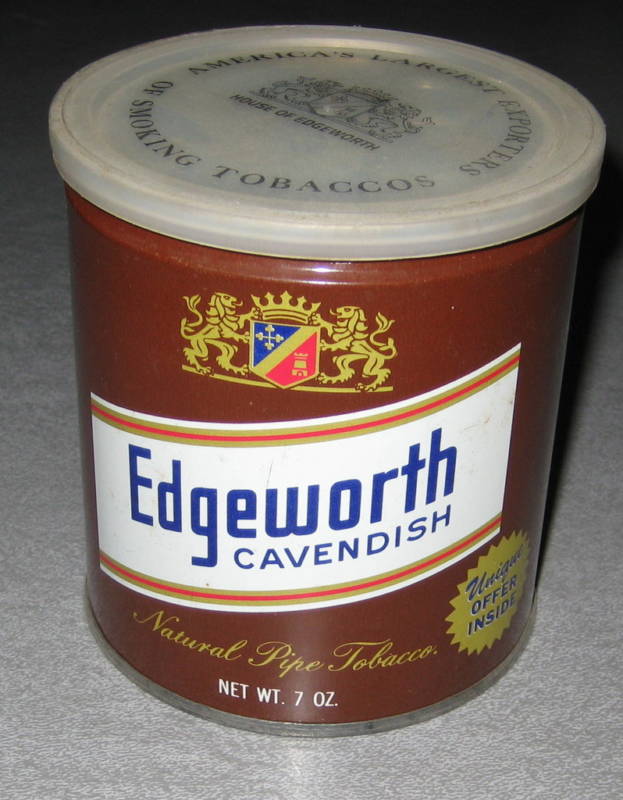 AMERICA'S LARGEST EXPORTERS
OF SMOKING TOBACCOS
HOUSE OF EDGEWORTH
Edgeworth
CAVENDISH
Unique
OFFER
INSIDE
Natural Pipe Tobacco.
NET WT. 7 OZ.